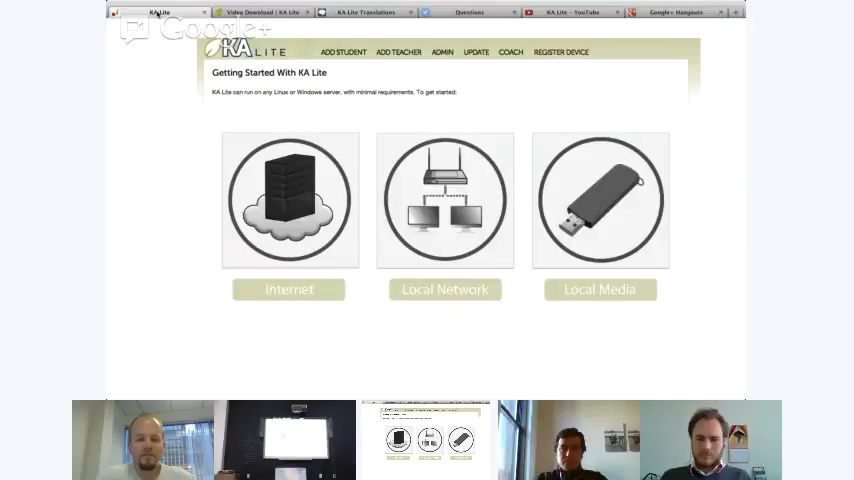 KA Lite
Video Download | KA Lite
KA Lite Translations
Questions
KA Lite - YouTube
Google+ Hangouts
Google+
KA LITE
ADD STUDENT
ADD TEACHER
ADMIN
UPDATE
COACH
REGISTER DEVICE
Getting Started With KA Lite
KA Lite can run on any Linux or Windows server, with minimal requirements. To get started:
Internet
Local Network
Local Media